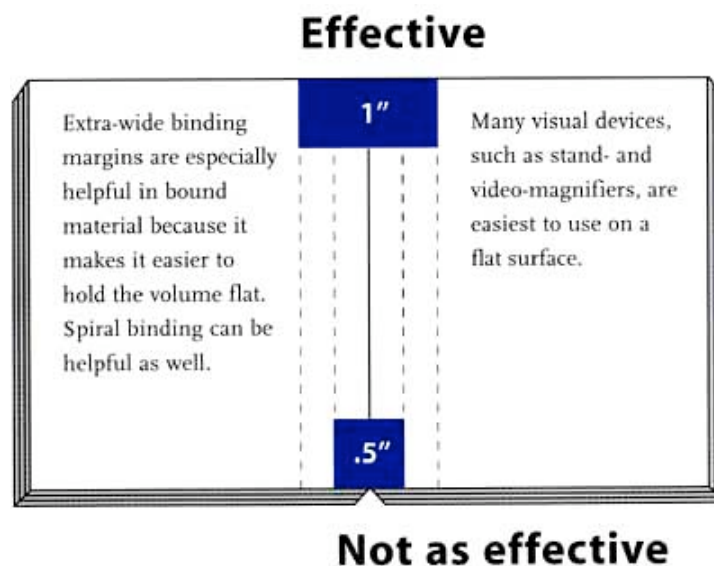 Effective
1”
Extra-wide binding
margins are especially
helpful in bound
material because it
makes it easier to
hold the volume flat.
Spiral binding can be
helpful as well.
Many visual devices,
such as stand- and
video-magnifiers, are
easiest to use on a
flat surface.
.5”
Not as effective